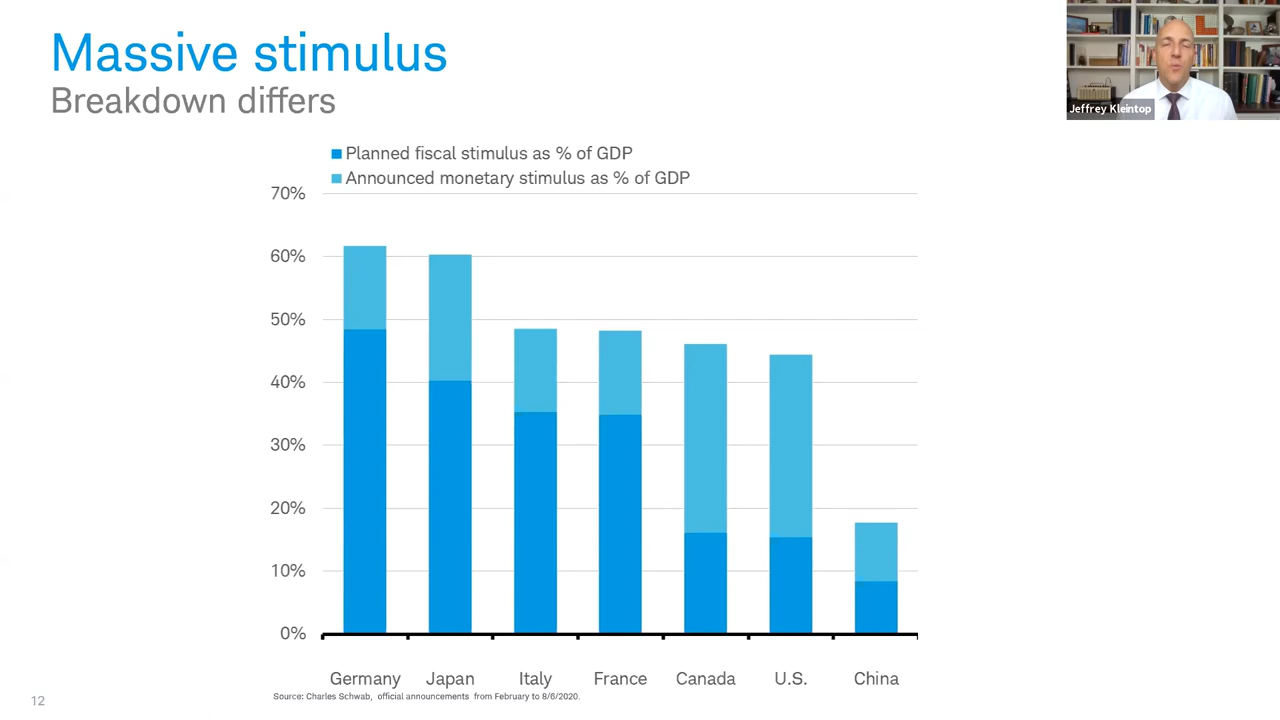 Massive stimulus
Breakdown differs
Jeffrey Kleintop
Planned fiscal stimulus as % of GDP
Announced monetary stimulus as % of GDP
70%
60%
50%
40%
30%
20%
10%
0%
Germany Japan Italy France Canada U.S. China
Source: Charles Schwab, official announcements from February to 8/6/2020.
12